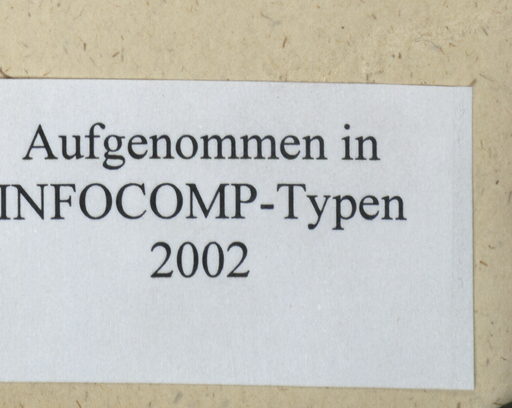 Aufgenommen in
INFOCOMP-Typen
2002